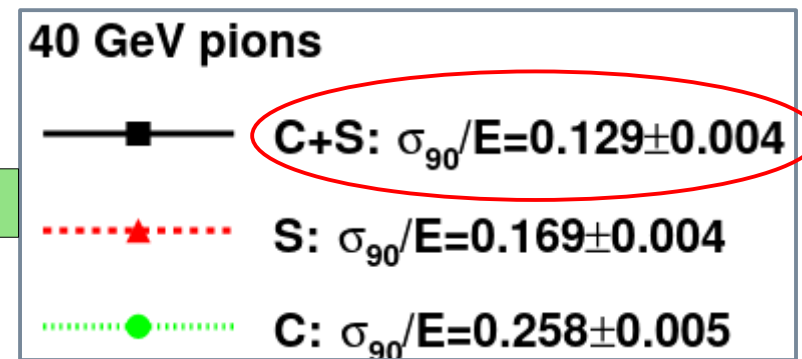 40 GeV pions
C+S: σ90/E=0.129±0.004
S: σ90/E=0.169±0.004
C: σ90/E=0.258±0.005